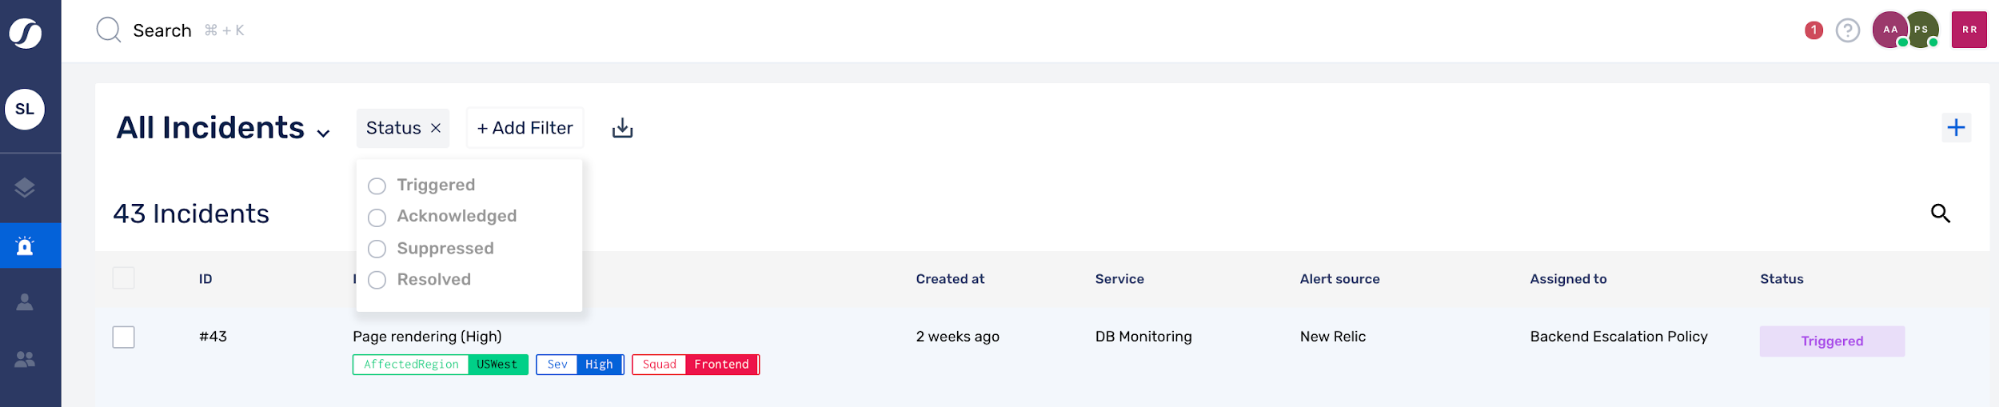 Search ⌘ + K
1 ? AA PS RR
SL
All Incidents Status × + Add Filter
Triggered
Acknowledged
Suppressed
Resolved
43 Incidents
ID Created at Service Alert source Assigned to Status
#43 Page rendering (High) 2 weeks ago DB Monitoring New Relic Backend Escalation Policy Triggered
AffectedRegion USWest Sev High Squad Frontend